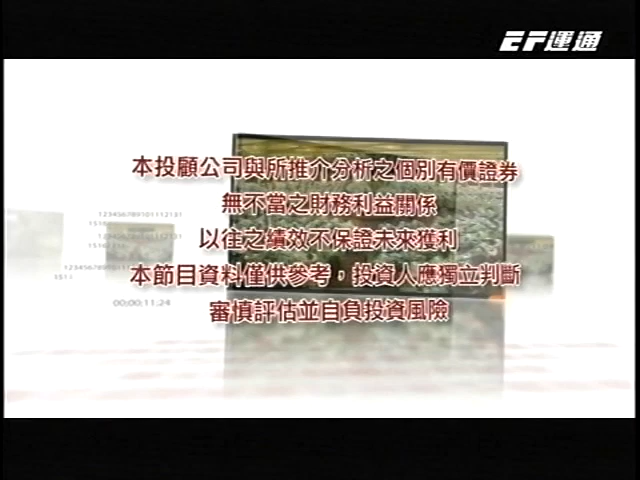 EF運通
本投顧公司與所推介分析之個別有價證券
無不當之財務利益關係
以往之績效不保證未來獲利
本節目資料僅供參考，投資人應獨立判斷
審慎評估並自負投資風險
123456789101112131
00;00;11;24